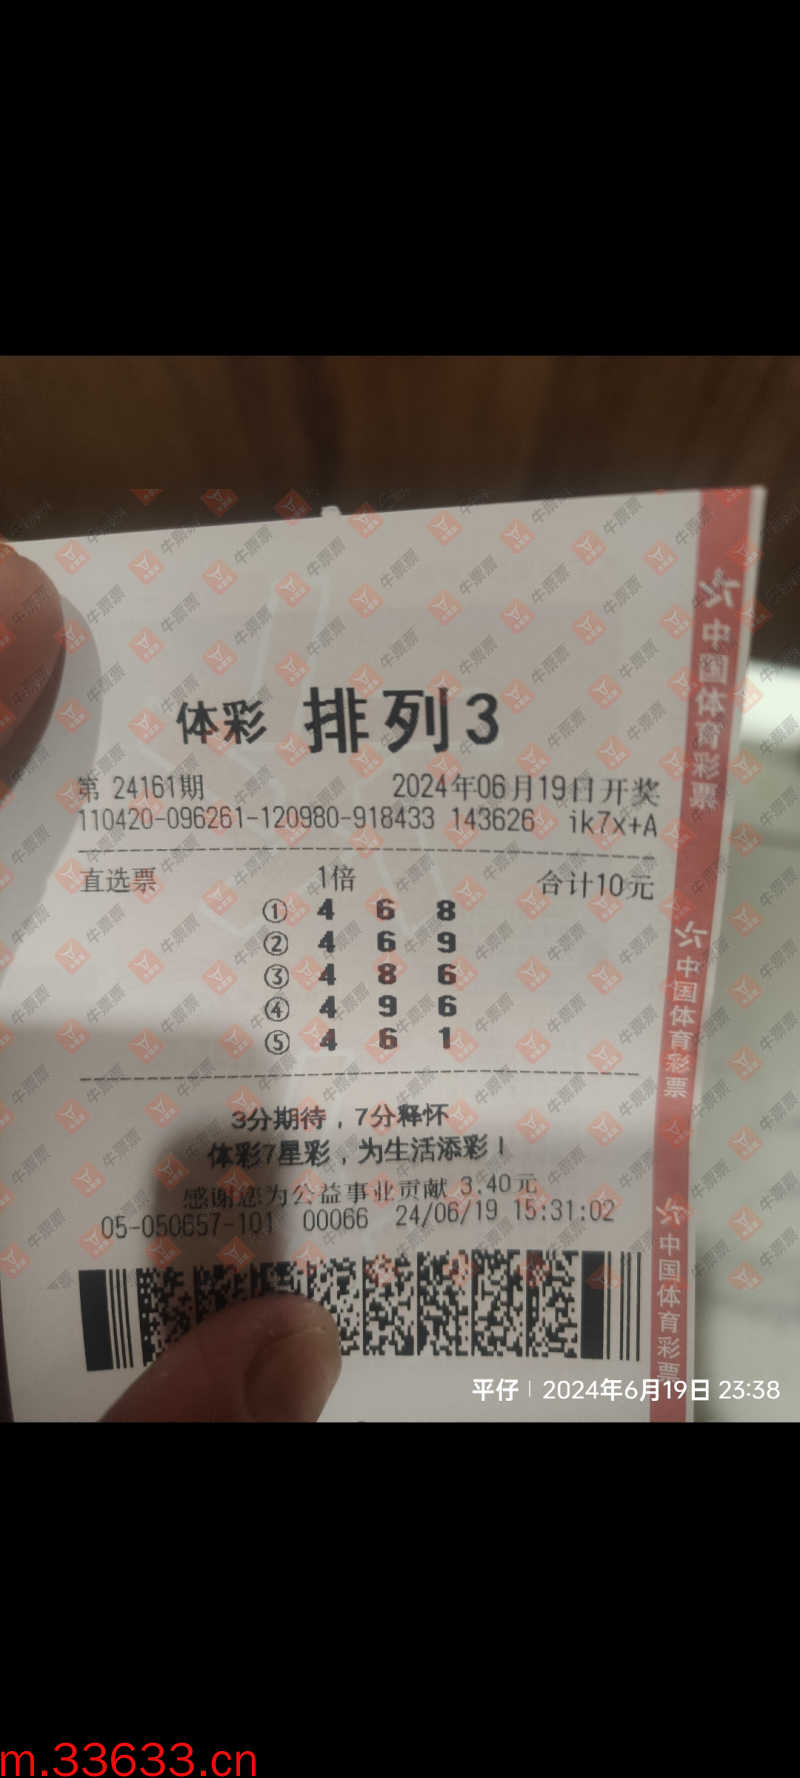 体彩 排列3
第 24161期 2024年06月19日开奖
110420-096261-120980-918433 143626 ik7x+A
直选票 1倍 合计10元
① 4 6 8
② 4 6 9
③ 4 8 6
④ 4 9 6
⑤ 4 6 1
3分期待，7分释怀
体彩7星彩，为生活添彩！
感谢您为公益事业贡献 3.40元
05-050657-101 00066 24/06/19 15:31:02
中国体育彩票
中国体育彩票
中国体育彩票
牛票票
平仔 | 2024年6月19日 23:38
m.33633.cn